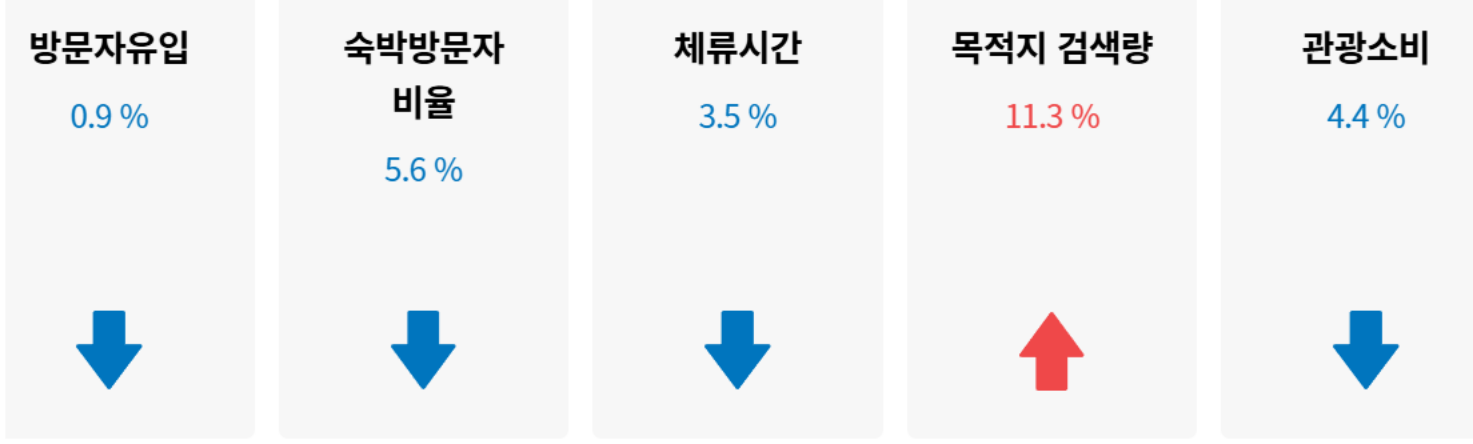 방문자유입
0.9 %
숙박방문자
비율
5.6 %
체류시간
3.5 %
목적지 검색량
11.3 %
관광소비
4.4 %